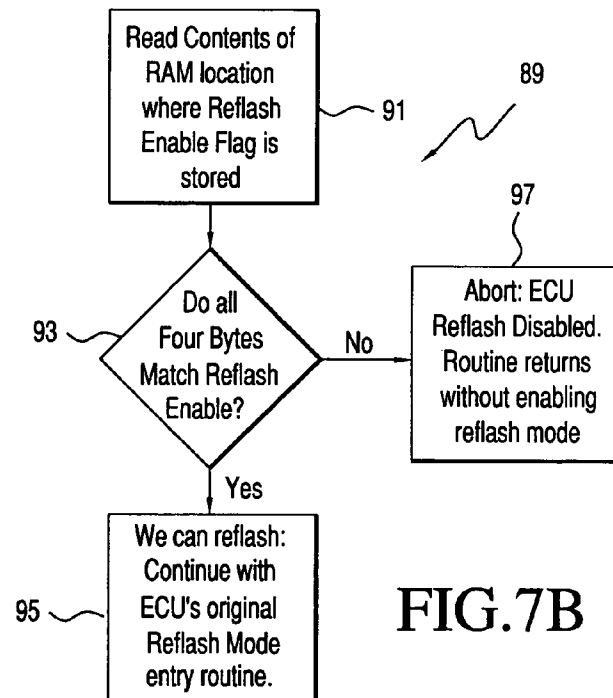 Read Contents of
RAM location
where Reflash
Enable Flag is
stored
91
89
97
Do all
Four Bytes
Match Reflash
Enable?
93
No
Abort: ECU
Reflash Disabled.
Routine returns
without enabling
reflash mode
Yes
We can reflash:
Continue with
ECU's original
Reflash Mode
entry routine.
95
FIG.7B